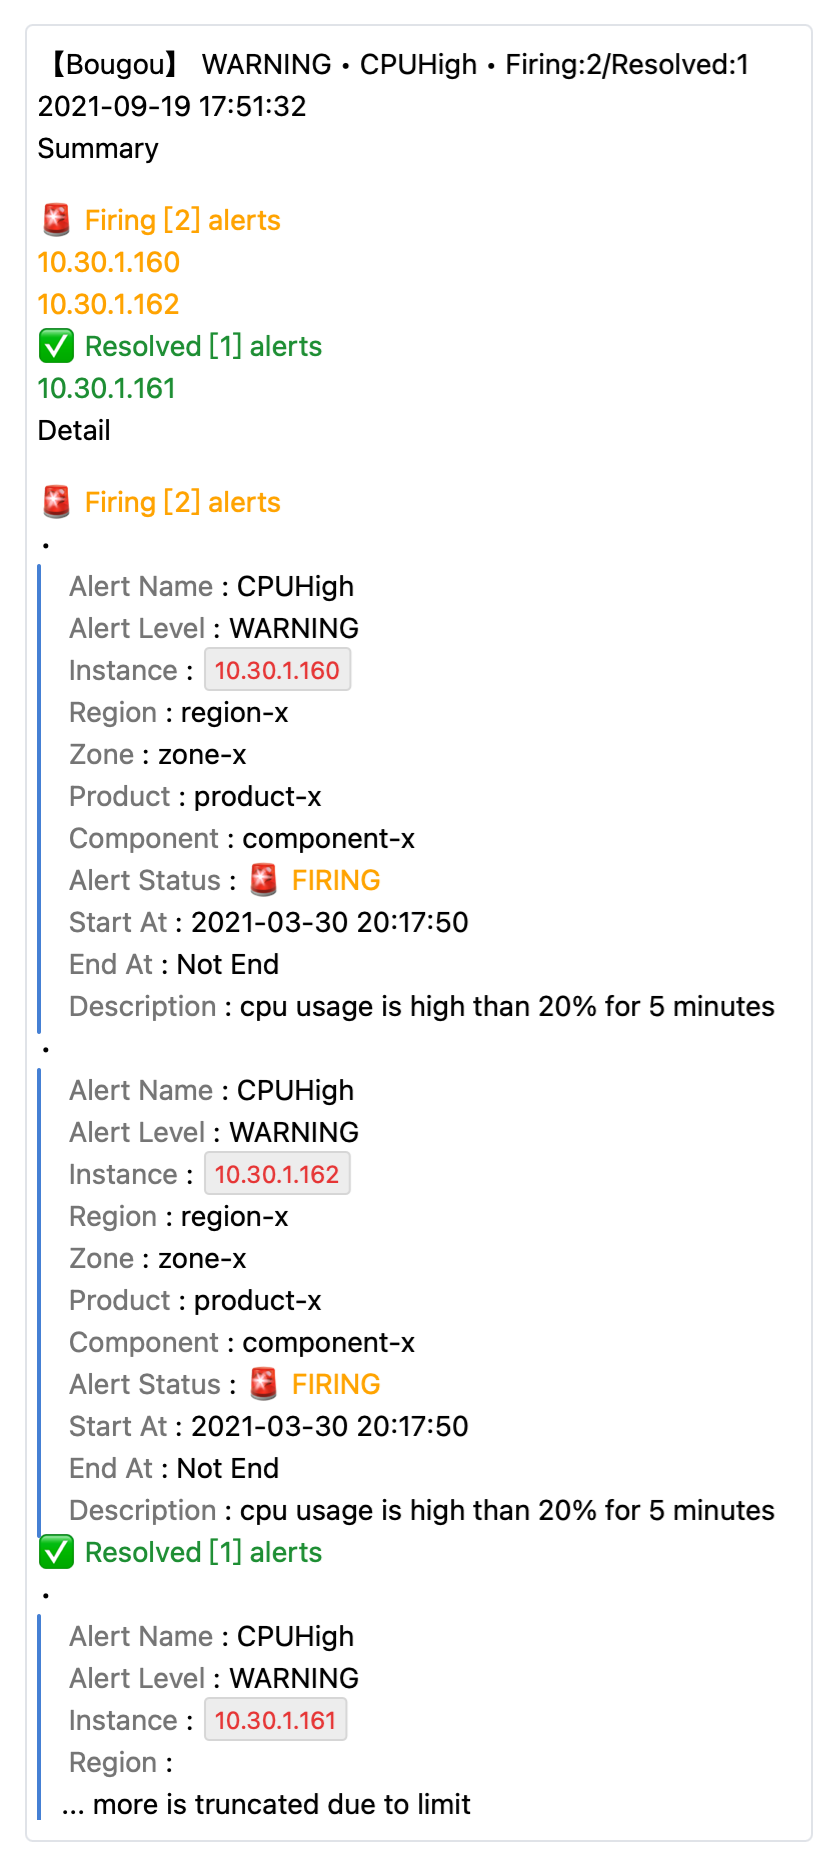 【Bougou】 WARNING • CPUHigh • Firing:2/Resolved:1
2021-09-19 17:51:32
Summary
🚨 Firing [2] alerts
10.30.1.160
10.30.1.162
✅ Resolved [1] alerts
10.30.1.161
Detail
🚨 Firing [2] alerts
·
Alert Name : CPUHigh
Alert Level : WARNING
Instance : 10.30.1.160
Region : region-x
Zone : zone-x
Product : product-x
Component : component-x
Alert Status : 🚨 FIRING
Start At : 2021-03-30 20:17:50
End At : Not End
Description : cpu usage is high than 20% for 5 minutes
·
Alert Name : CPUHigh
Alert Level : WARNING
Instance : 10.30.1.162
Region : region-x
Zone : zone-x
Product : product-x
Component : component-x
Alert Status : 🚨 FIRING
Start At : 2021-03-30 20:17:50
End At : Not End
Description : cpu usage is high than 20% for 5 minutes
✅ Resolved [1] alerts
·
Alert Name : CPUHigh
Alert Level : WARNING
Instance : 10.30.1.161
Region :
... more is truncated due to limit